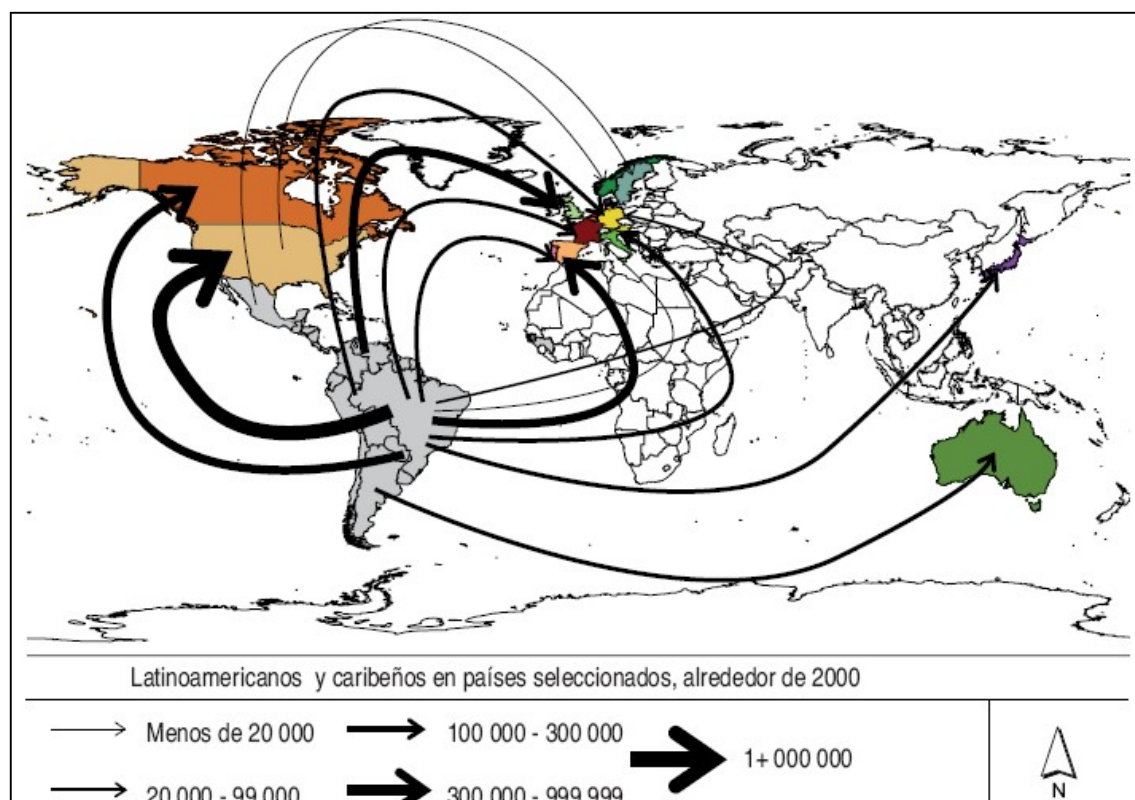 Latinoamericanos y caribeños en países seleccionados, alrededor de 2000
Menos de 20 000
100 000 - 300 000
1+ 000 000
20 000 - 99 000
300 000 - 999 999
N